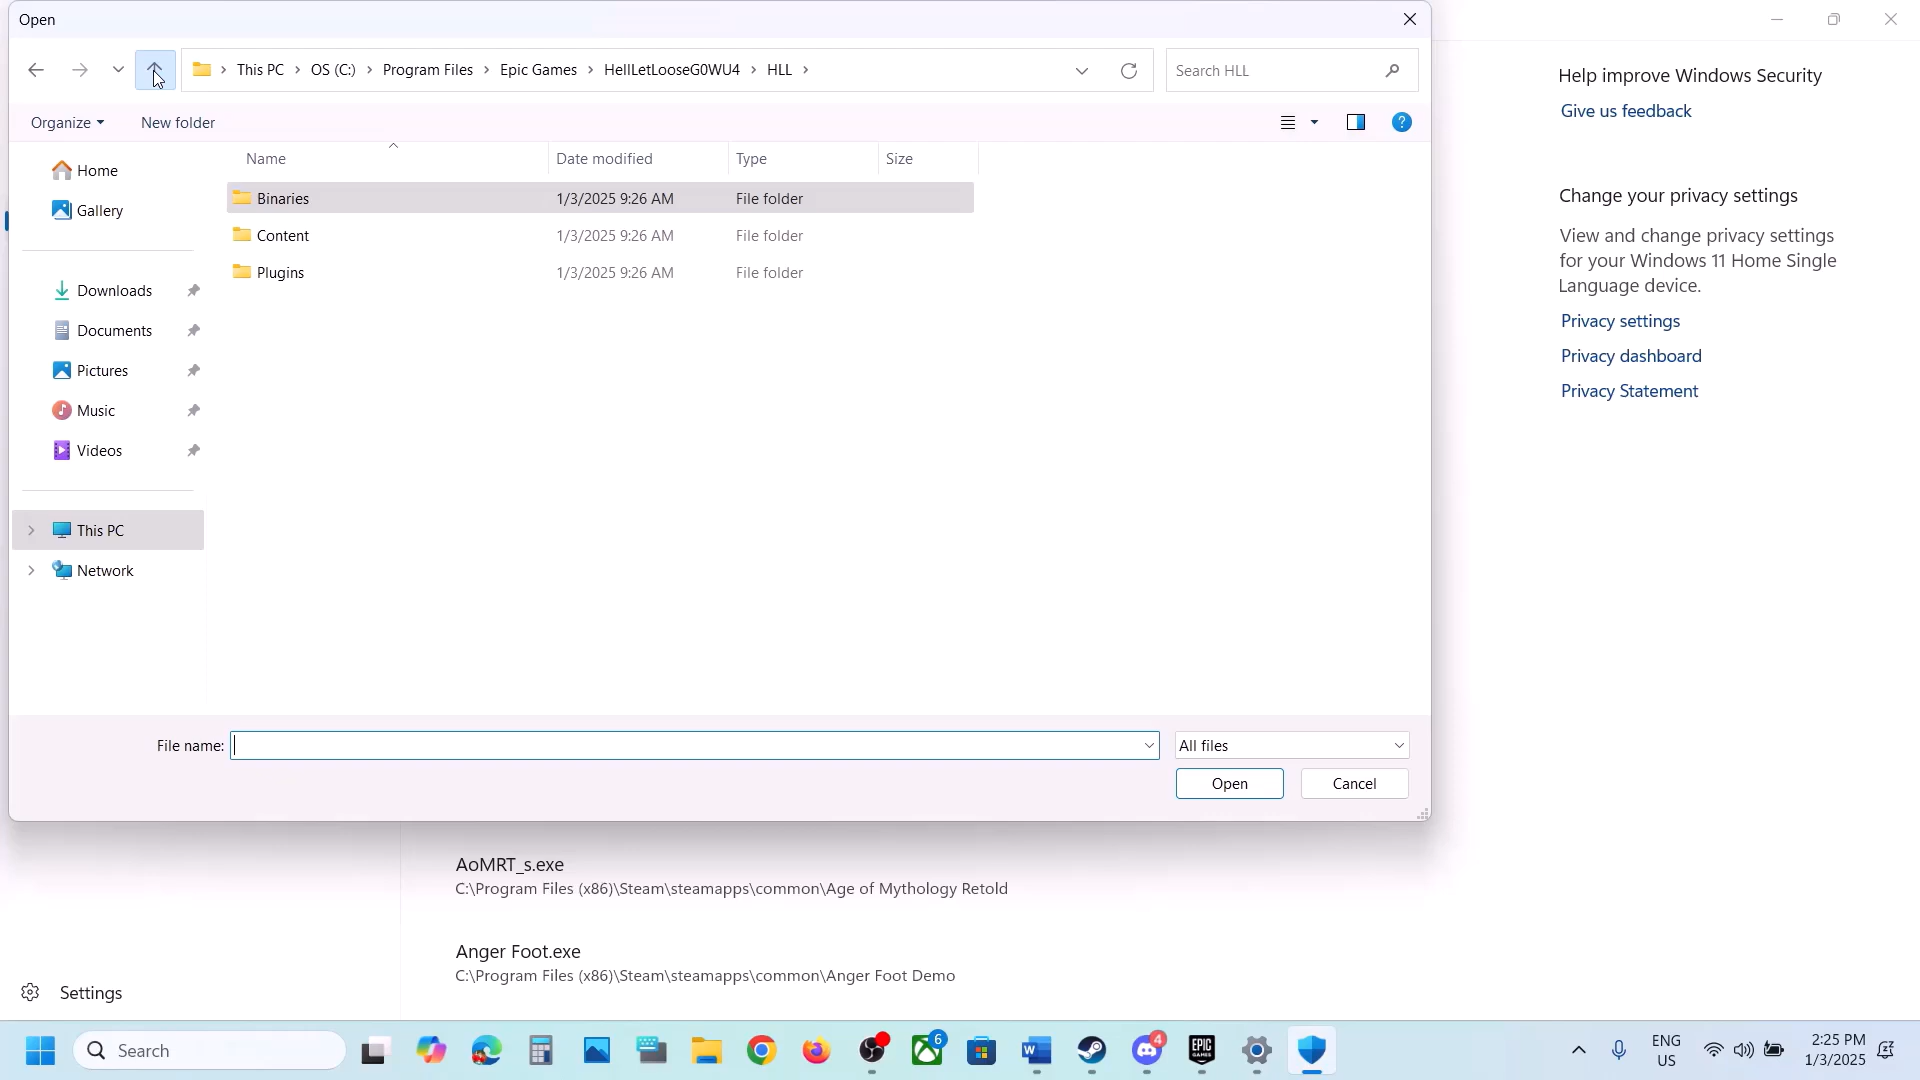 Open
This PC > OS (C:) > Program Files > Epic Games > HellLetLooseG0WU4 > HLL >
Search HLL
Organize
New folder
?
Name
Date modified
Type
Size
Home
Gallery
Downloads
Documents
Pictures
Music
Videos
This PC
Network
Binaries
1/3/2025 9:26 AM
File folder
Content
1/3/2025 9:26 AM
File folder
Plugins
1/3/2025 9:26 AM
File folder
File name:
All files
Open
Cancel
Help improve Windows Security
Give us feedback
Change your privacy settings
View and change privacy settings
for your Windows 11 Home Single
Language device.
Privacy settings
Privacy dashboard
Privacy Statement
AoMRT_s.exe
C:\Program Files (x86)\Steam\steamapps\common\Age of Mythology Retold
Anger Foot.exe
C:\Program Files (x86)\Steam\steamapps\common\Anger Foot Demo
Settings
Search
6
4
EPIC
GAMES
ENG
US
2:25 PM
1/3/2025